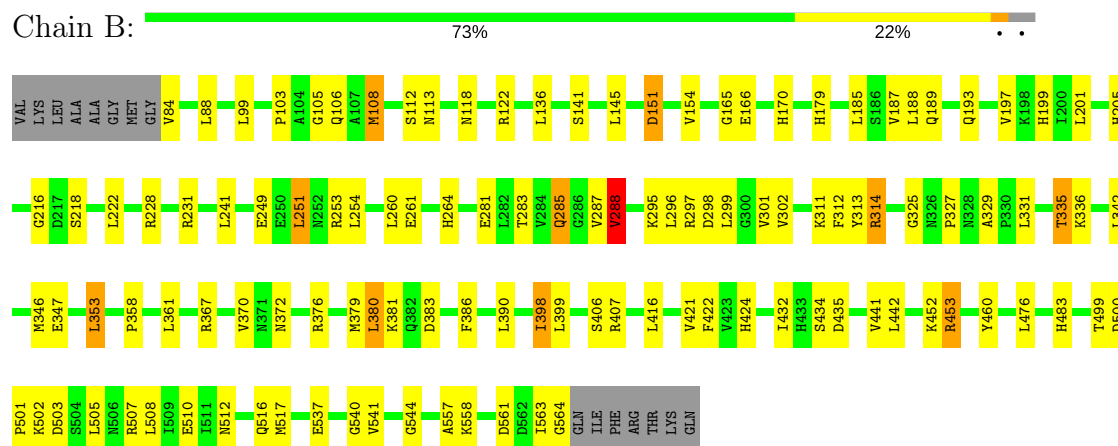 Chain B:
73% 22% • •
VAL LYS LEU ALA ALA GLY MET GLY V84 L88 L99 P103 A104 G105 Q106 A107 M108 S112 N113 N118 R122 L136 S141 L145 D151 V154 G165 E166 H170 H179 L185 S186 V187 L188 Q189 Q193 V197 K198 H199 I200 L201
G216 D217 S218 L222 R228 R231 L241 E249 E250 L251 N252 R253 L254 L260 E261 H264 E281 L282 T283 V284 Q285 G286 V287 V288 K295 L296 R297 D298 L299 G300 V301 V302 K311 F312 Y313 R314 G325 N326 P327 N328 A329 P330 L331 T335 K336
M346 E347 L353 P358 L361 R367 V370 N371 N372 R376 M379 L380 K381 Q382 D383 F386 L390 I398 L399 S406 R407 L416 V421 F422 V423 H424 I432 H433 S434 D435 V441 L442 K452 R453 Y460 L476 H483 T499
P501 K502 D503 S504 L505 N506 R507 L508 I509 E510 I511 N512 Q516 M517 E537 G540 V541 G544 A557 K558 D561 D562 I563 G564 GLN ILE PHE ARG THR LYS GLN